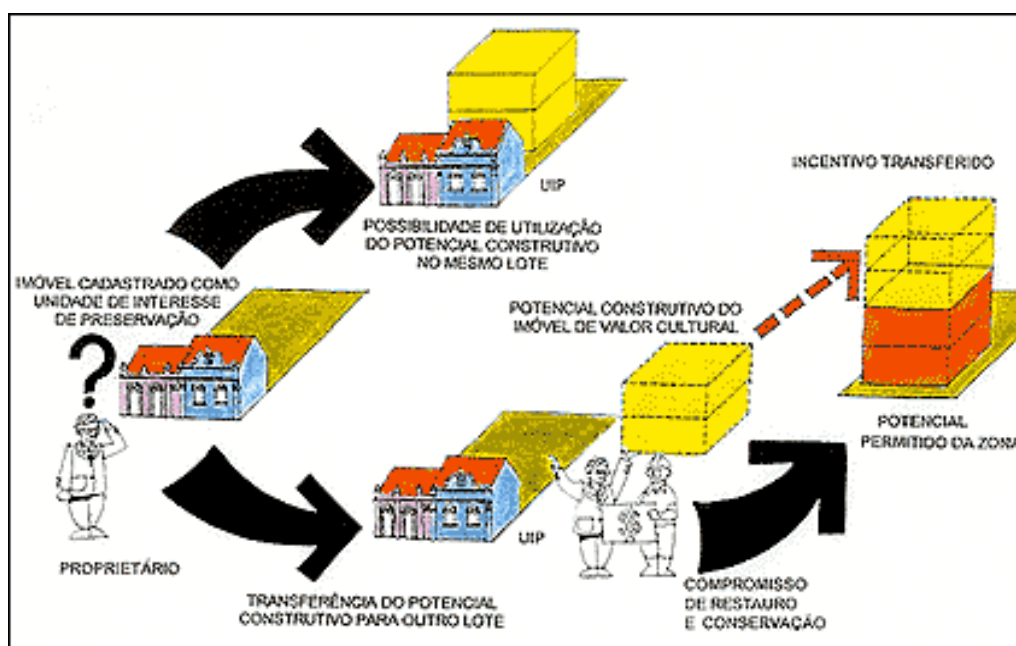 INCENTIVO TRANSFERIDO
UIP
POSSIBILIDADE DE UTILIZAÇÃO
DO POTENCIAL CONSTRUTIVO
NO MESMO LOTE
IMÓVEL CADASTRADO COMO
UNIDADE DE INTERESSE
DE PRESERVAÇÃO
?
POTENCIAL CONSTRUTIVO DO
IMÓVEL DE VALOR CULTURAL
POTENCIAL
PERMITIDO DA ZONA
PROPRIETÁRIO
UIP
$
TRANSFERÊNCIA DO POTENCIAL
CONSTRUTIVO PARA OUTRO LOTE
COMPROMISSO
DE RESTAURO
E CONSERVAÇÃO